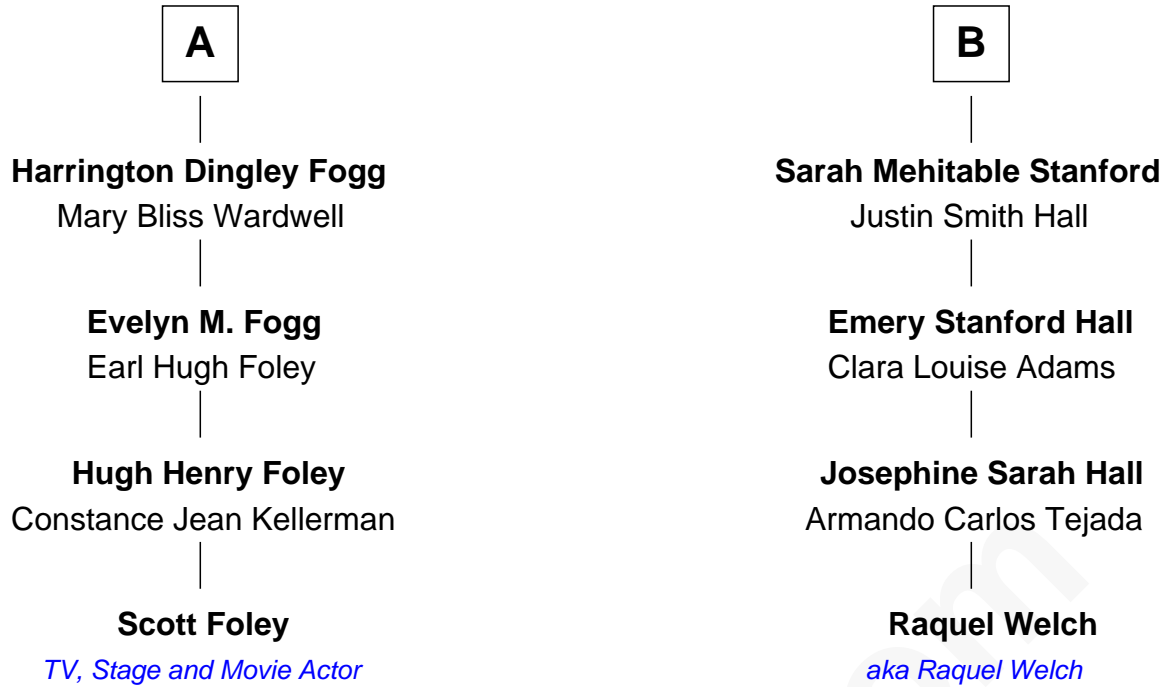 A
B
Harrington Dingley Fogg
Sarah Mehitable Stanford
Mary Bliss Wardwell
Justin Smith Hall
Evelyn M. Fogg
Emery Stanford Hall
Earl Hugh Foley
Clara Louise Adams
Hugh Henry Foley
Josephine Sarah Hall
Constance Jean Kellerman
Armando Carlos Tejada
Scott Foley
Raquel Welch
TV, Stage and Movie Actor
aka Raquel Welch